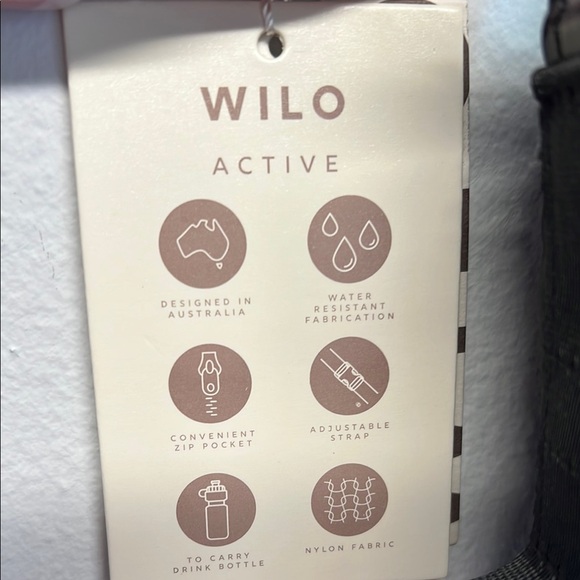 WILO
ACTIVE
DESIGNED IN
AUSTRALIA
WATER
RESISTANT
FABRICATION
CONVENIENT
ZIP POCKET
ADJUSTABLE
STRAP
TO CARRY
DRINK BOTTLE
NYLON FABRIC